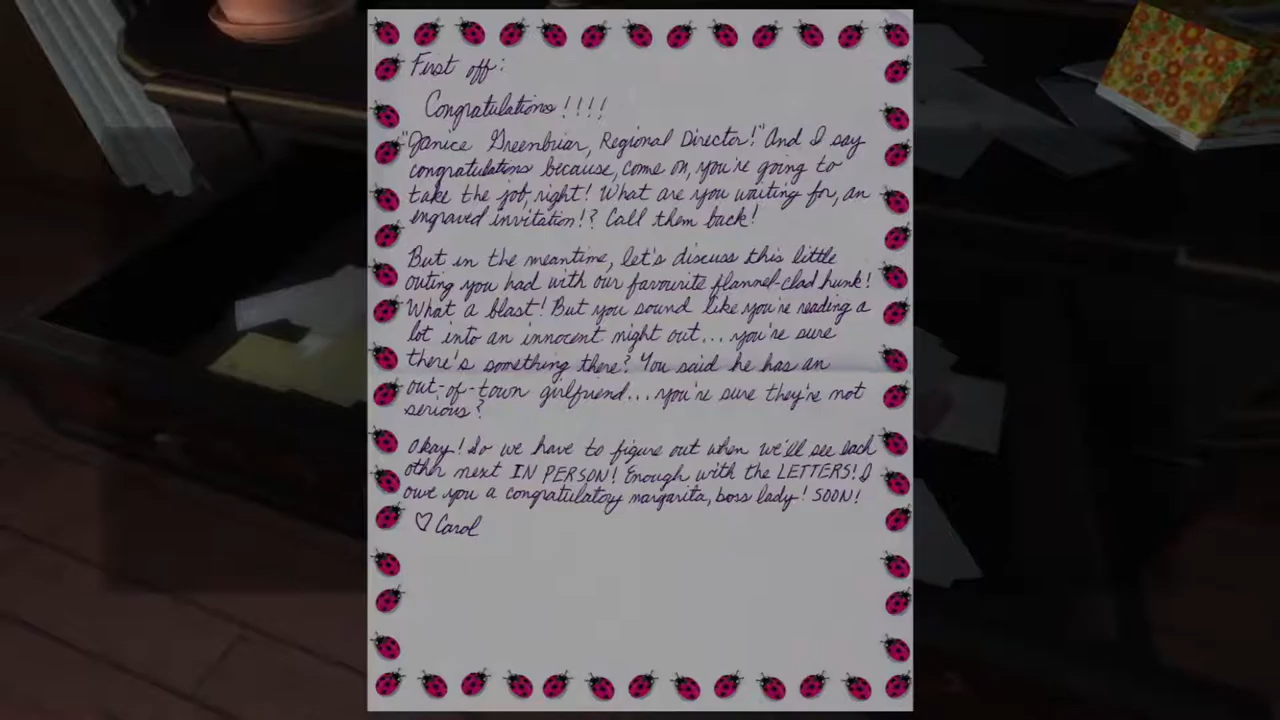 First off:
Congratulations!!!!
"Janice Greenbriar, Regional Director!" And I say
congratulations because, come on, you're going to
take the job, right! What are you waiting for, an
engraved invitation!? Call them back!
But in the meantime, let's discuss this little
outing you had with our favourite flannel-clad hunk!
What a blast! But you sound like you're reading a
lot into an innocent night out... you're sure
there's something there? You said he has an
out-of-town girlfriend... you're sure they're not
serious?
Okay! So we have to figure out when we'll see each
other next IN PERSON! Enough with the LETTERS! I
owe you a congratulatory margarita, boss lady! SOON!
♡ Carol